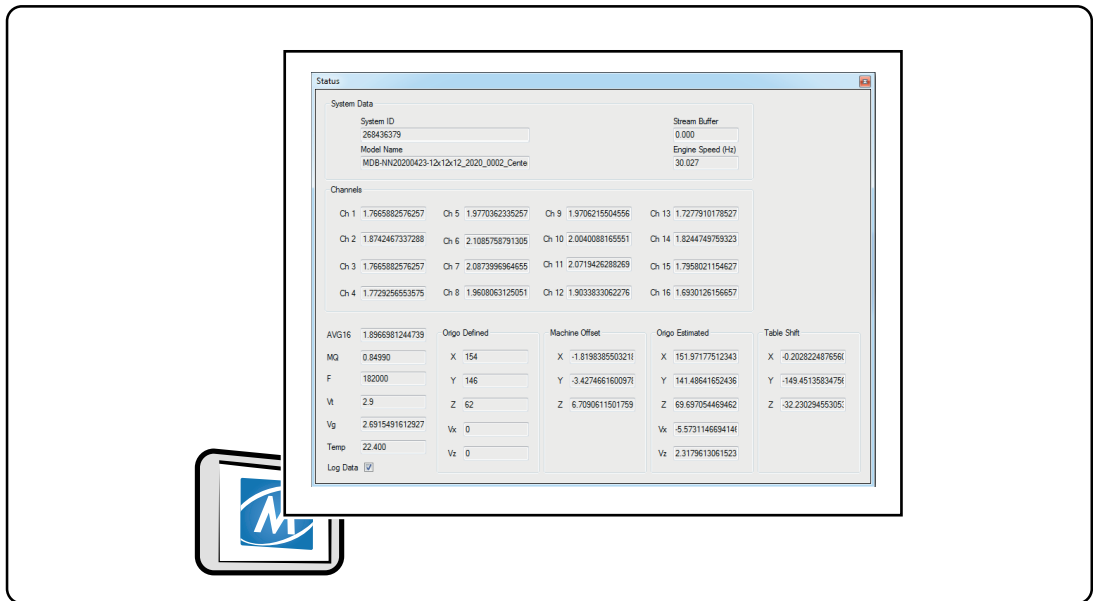 Status
System Data
System ID Stream Buffer
268436379 0.000
Model Name Engine Speed (Hz)
MDB-NN20200423-12x12x12_2020_0002_Cente 30.027
Channels
Ch 1 1.7665882576257 Ch 5 1.9770362335257 Ch 9 1.9706215504556 Ch 13 1.7277910178527
Ch 2 1.8742467337288 Ch 6 2.1085758791305 Ch 10 2.0040088165551 Ch 14 1.8244759759323
Ch 3 1.7665882576257 Ch 7 2.0873996964655 Ch 11 2.0719426288269 Ch 15 1.7958021154627
Ch 4 1.7729256553575 Ch 8 1.9608063125051 Ch 12 1.9033833062276 Ch 16 1.6930126156657
AVG16 1.8966981244739 Origo Defined Machine Offset Origo Estimated Table Shift
MQ 0.84990 X 154 X -1.8198385503218 X 151.97177512343 X -0.2028224876560
F 182000 Y 146 Y -3.4274661600978 Y 141.48641652436 Y -149.45135834756
Vt 2.9 Z 62 Z 6.7090611501759 Z 69.697054469462 Z -32.230294553053
Vg 2.6915491612927 Vx 0 Vx -5.5731146694146
Temp 22.400 Vz 0 Vz 2.3179613061523
Log Data
M